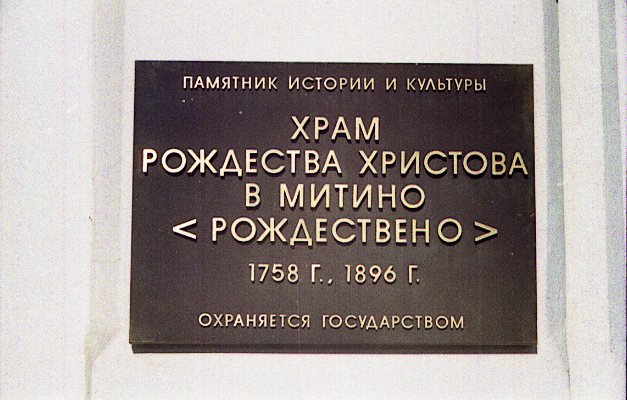 ПАМЯТНИК ИСТОРИИ И КУЛЬТУРЫ
ХРАМ
РОЖДЕСТВА ХРИСТОВА
В МИТИНО
< РОЖДЕСТВЕНО >
1758 Г., 1896 Г.
ОХРАНЯЕТСЯ ГОСУДАРСТВОМ